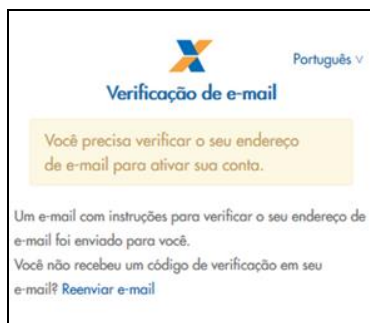 Português
Verificação de e-mail
Você precisa verificar o seu endereço
de e-mail para ativar sua conta.
Um e-mail com instruções para verificar o seu endereço de
e-mail foi enviado para você.
Você não recebeu um código de verificação em seu
e-mail? Reenviar e-mail